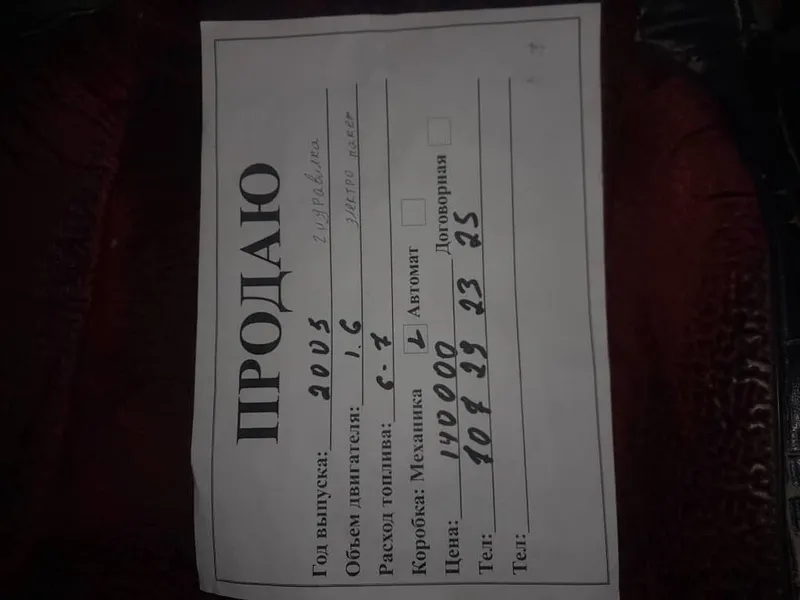 ПРОДАЮ
Год выпуска: 2005 гидравлика
Объем двигателя: 1.6 электро пакет
Расход топлива: 6-7
Коробка: Механика Автомат
Цена: 140000 Договорная
Тел: 707 29 23 25
Тел: